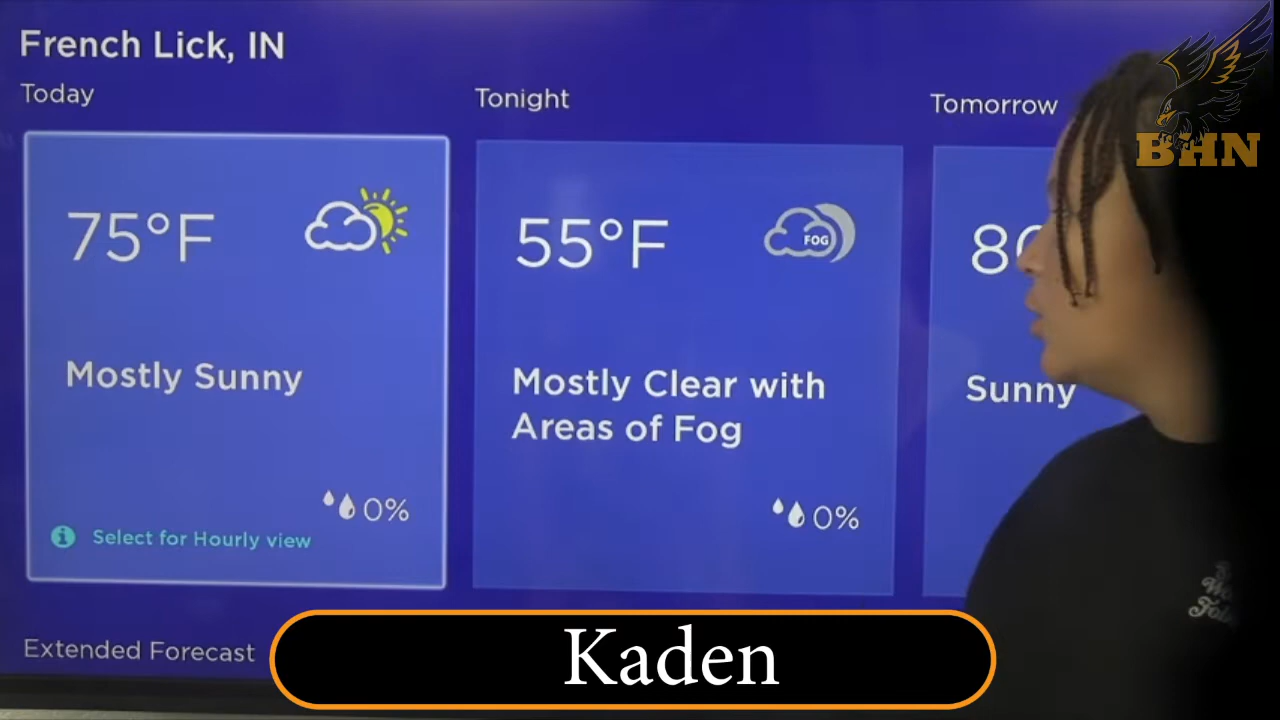 French Lick, IN
Today
Tonight
Tomorrow
BHN
75°F
55°F
FOG
Mostly Sunny
Mostly Clear with
Areas of Fog
Sunny
0%
0%
Select for Hourly view
Extended Forecast
Kaden